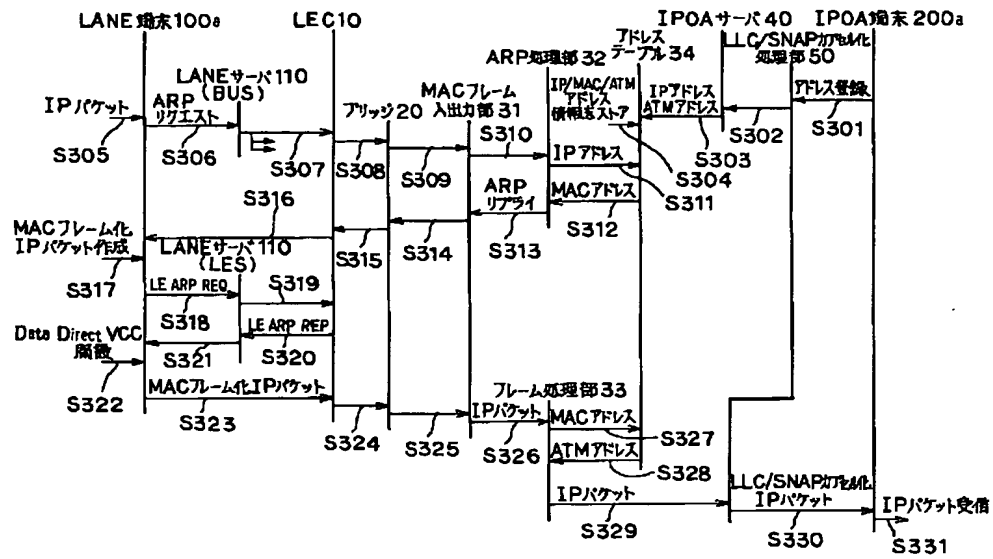 LANE端末100a
LEC10
IPOAサーバ40
IPOA端末200a
ARP処理部32
アドレス
テーブル34
LLC/SNAPカプセル化
処理部50
LANEサーバ110
(BUS)
ブリッジ20
MACフレーム
入出力部31
IP/MAC/ATM
アドレス
情報をストア
IPアドレス
ATMアドレス
アドレス登録
IPパケット
ARP
リクエスト
S301
S302
S303
S304
S305
S306
S307
S308
S309
S310
IPアドレス
S311
MACアドレス
S312
ARP
リプライ
S313
S314
S315
S316
MACフレーム化
IPパケット作成
S317
LANEサーバ110
(LES)
LE ARP REQ
S318
S319
LE ARP REP
S320
S321
Data Direct VCC
開設
S322
MACフレーム化IPパケット
S323
S324
S325
フレーム処理部33
IPパケット
S326
MACアドレス
S327
ATMアドレス
S328
IPパケット
S329
LLC/SNAPカプセル化
IPパケット
S330
IPパケット受信
S331